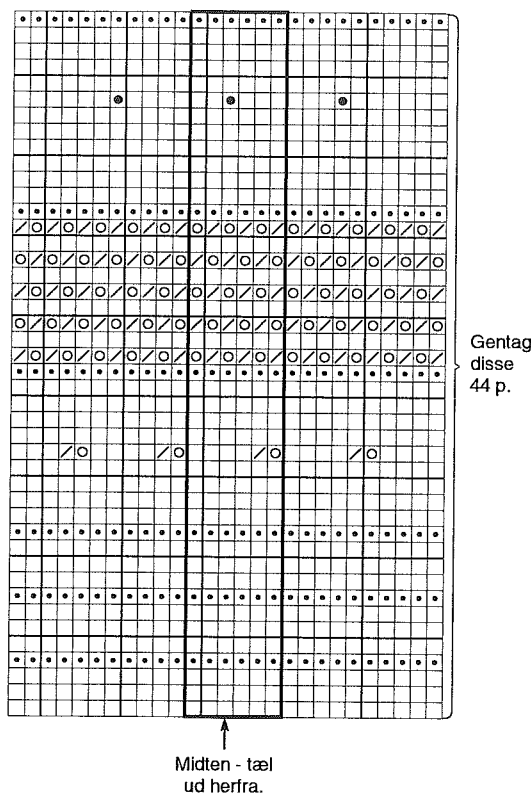 Gentag
disse
44 p.
Midten - tæl
ud herfra.